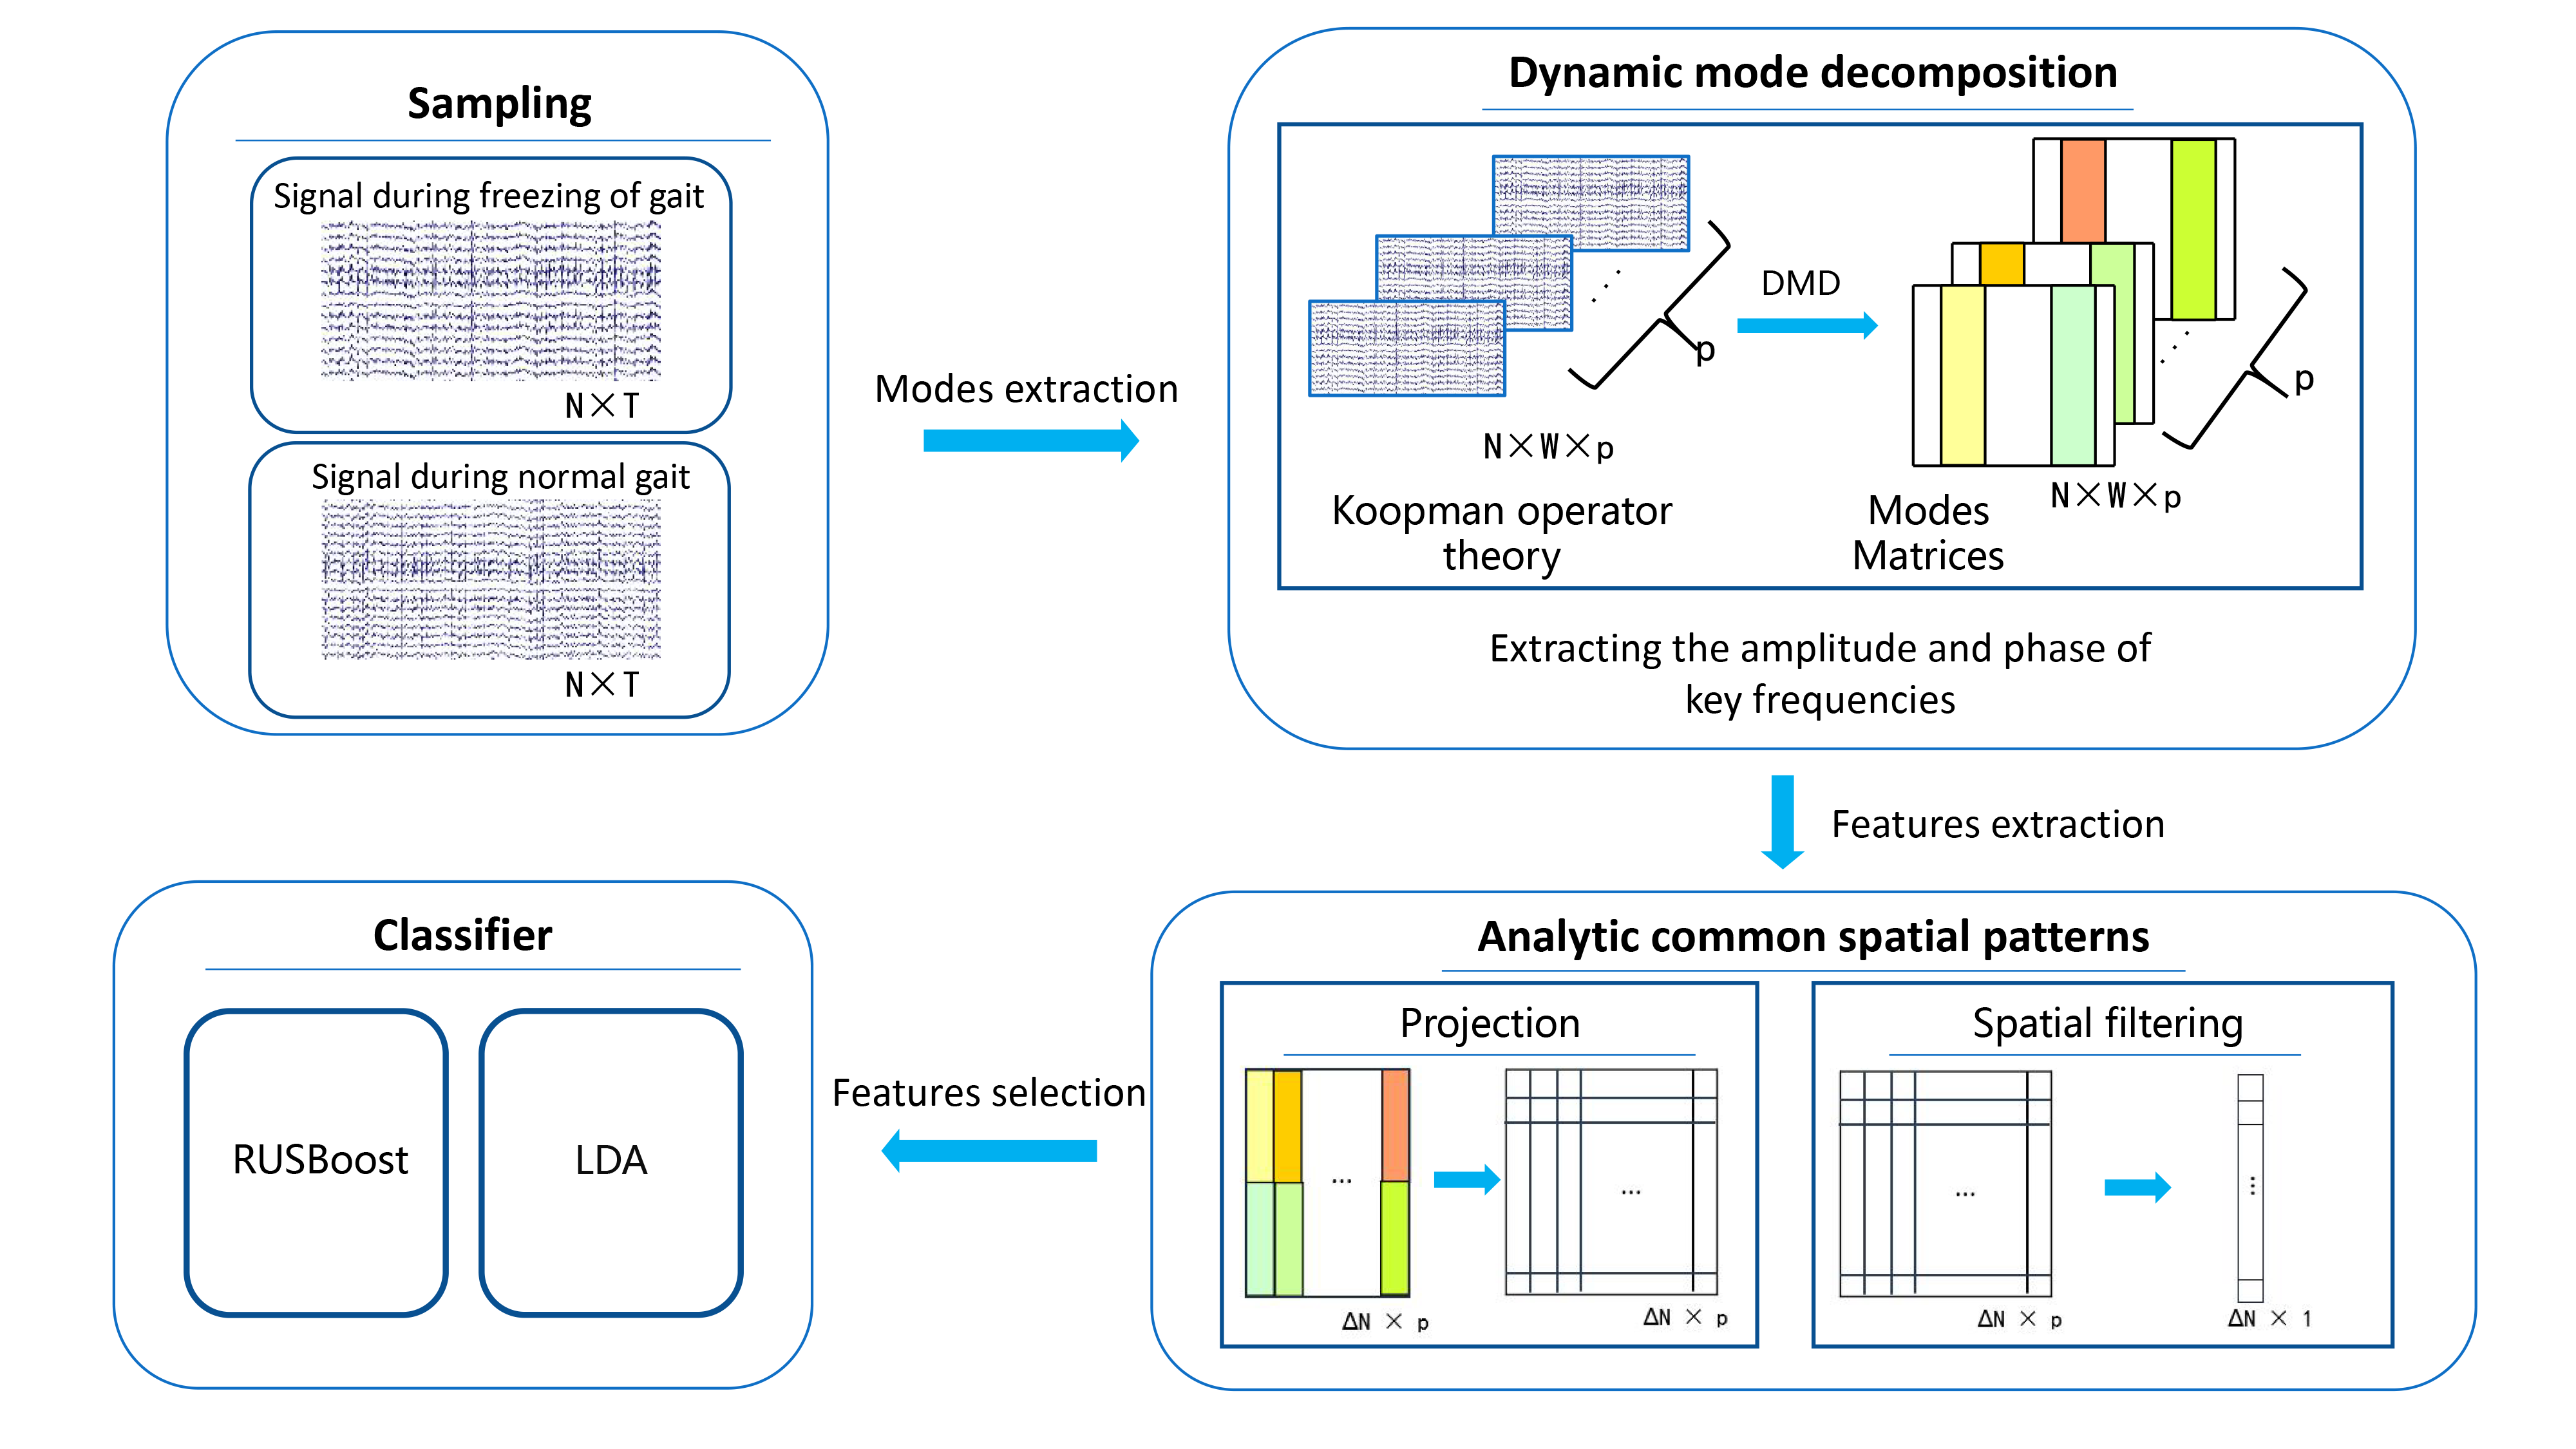 Sampling
Signal during freezing of gait
N×T
Signal during normal gait
N×T
Modes extraction
Dynamic mode decomposition
p
N×W×p
Koopman operator
theory
DMD
p
N×W×p
Modes
Matrices
Extracting the amplitude and phase of
key frequencies
Features extraction
Analytic common spatial patterns
Projection
...
ΔN × p
...
ΔN × p
Spatial filtering
...
ΔN × p
...
ΔN × 1
Features selection
Classifier
RUSBoost
LDA